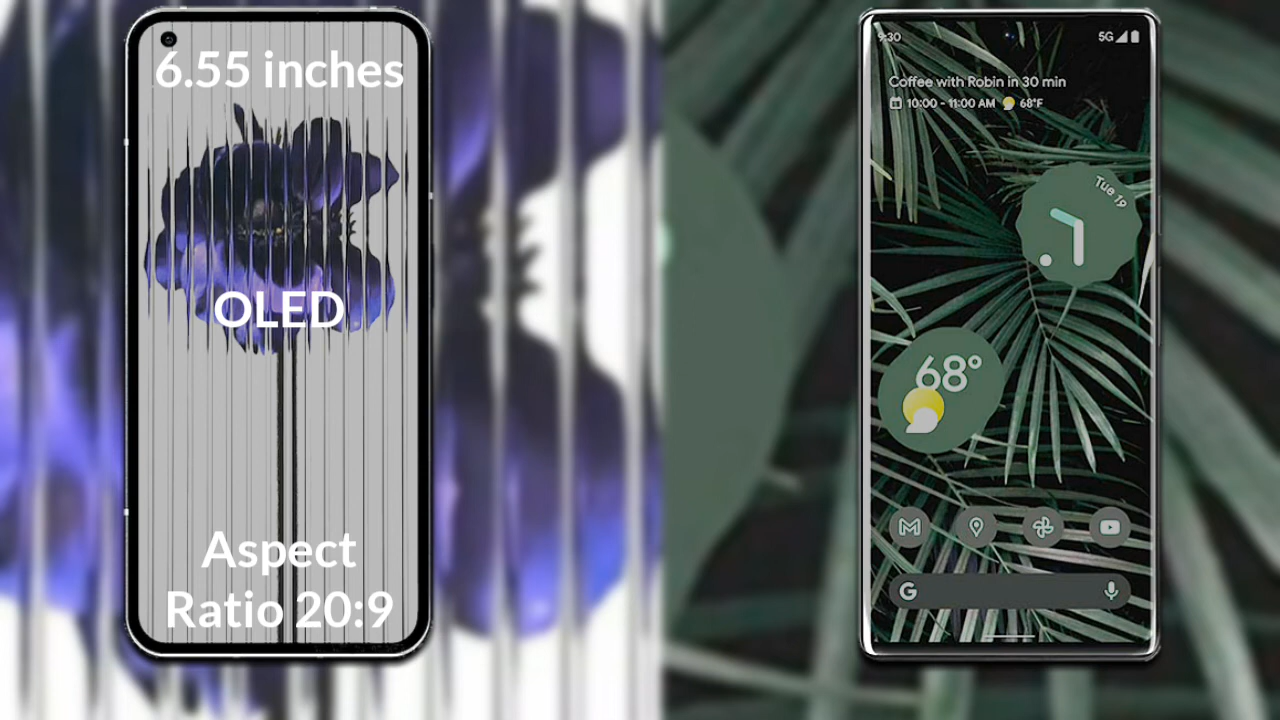 6.55 inches
OLED
Aspect
Ratio 20:9
9:30
5G
Coffee with Robin in 30 min
10:00 - 11:00 AM 68°F
Tue 19
68°
G